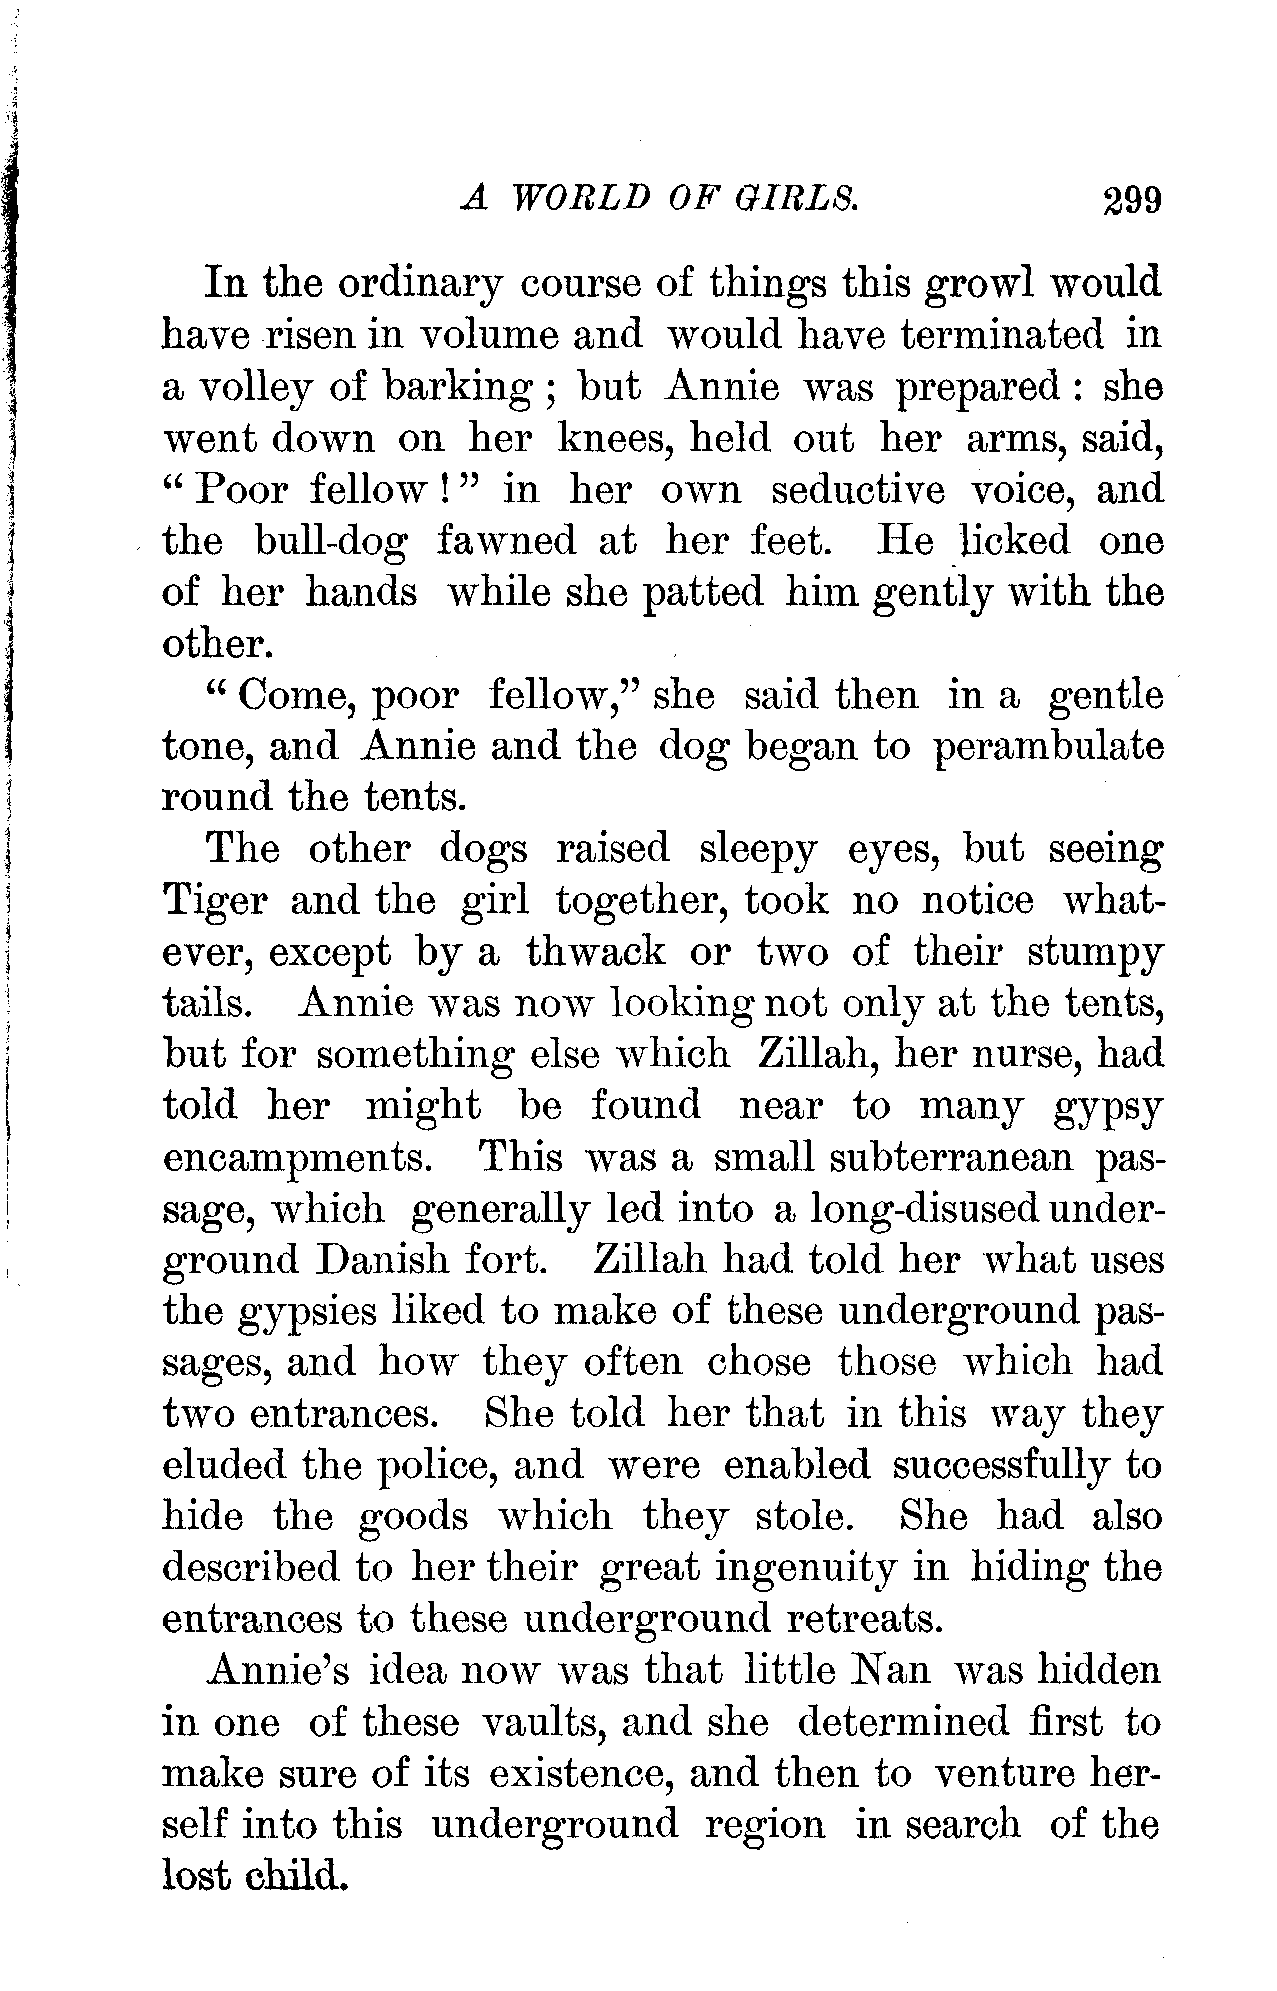 A WORLD OF GIRLS. 299
In the ordinary course of things this growl would
have risen in volume and would have terminated in
a volley of barking ; but Annie was prepared : she
went down on her knees, held out her arms, said,
“ Poor fellow ! ” in her own seductive voice, and
the bull-dog fawned at her feet. He licked one
of her hands while she patted him gently with the
other.
“ Come, poor fellow,” she said then in a gentle
tone, and Annie and the dog began to perambulate
round the tents.
The other dogs raised sleepy eyes, but seeing
Tiger and the girl together, took no notice what-
ever, except by a thwack or two of their stumpy
tails. Annie was now looking not only at the tents,
but for something else which Zillah, her nurse, had
told her might be found near to many gypsy
encampments. This was a small subterranean pas-
sage, which generally led into a long-disused under-
ground Danish fort. Zillah had told her what uses
the gypsies liked to make of these underground pas-
sages, and how they often chose those which had
two entrances. She told her that in this way they
eluded the police, and were enabled successfully to
hide the goods which they stole. She had also
described to her their great ingenuity in hiding the
entrances to these underground retreats.
Annie’s idea now was that little Nan was hidden
in one of these vaults, and she determined first to
make sure of its existence, and then to venture her-
self into this underground region in search of the
lost child.